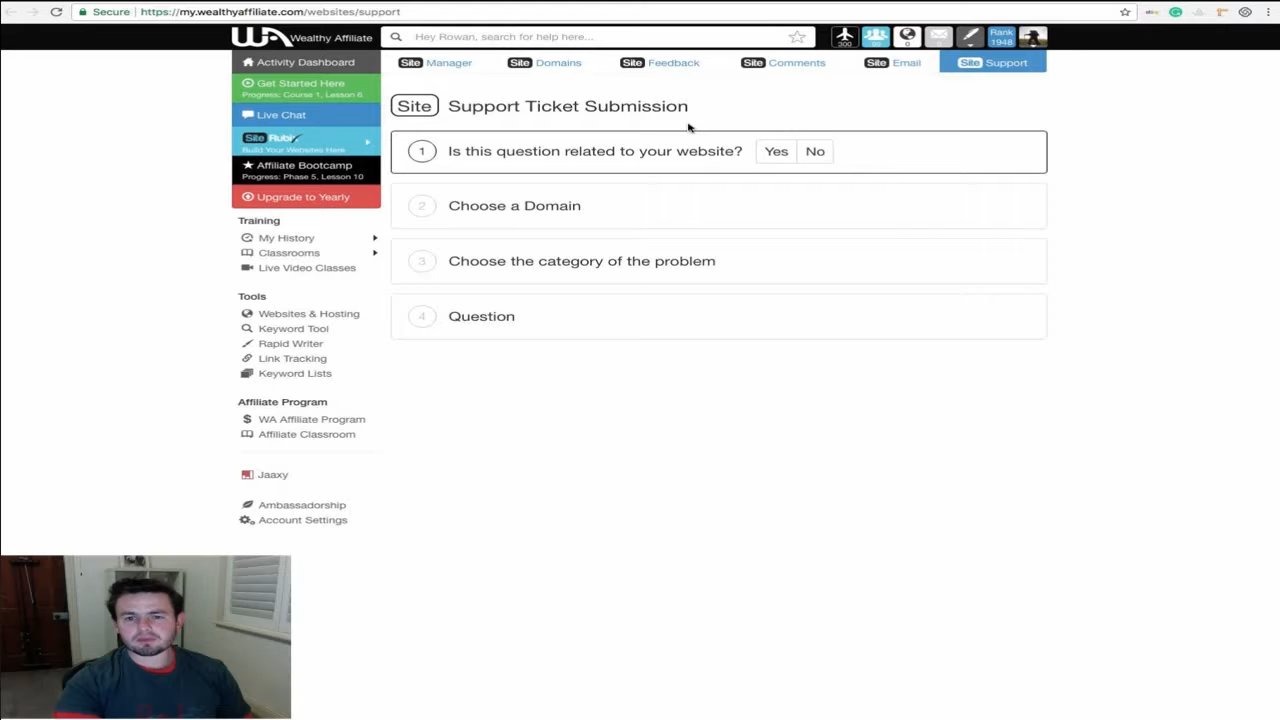 Secure https://my.wealthyaffiliate.com/websites/support
WA Wealthy Affiliate
Hey Rowan, search for help here...
300
99
0
Rank
1948
Activity Dashboard
Get Started Here
Progress: Course 1, Lesson 6
Live Chat
Site Rubix
Build Your Websites Here
Affiliate Bootcamp
Progress: Phase 5, Lesson 10
Upgrade to Yearly
Training
My History
Classrooms
Live Video Classes
Tools
Websites & Hosting
Keyword Tool
Rapid Writer
Link Tracking
Keyword Lists
Affiliate Program
WA Affiliate Program
Affiliate Classroom
Jaaxy
Ambassadorship
Account Settings
Site Manager
Site Domains
Site Feedback
Site Comments
Site Email
Site Support
Site Support Ticket Submission
1 Is this question related to your website? Yes No
2 Choose a Domain
3 Choose the category of the problem
4 Question